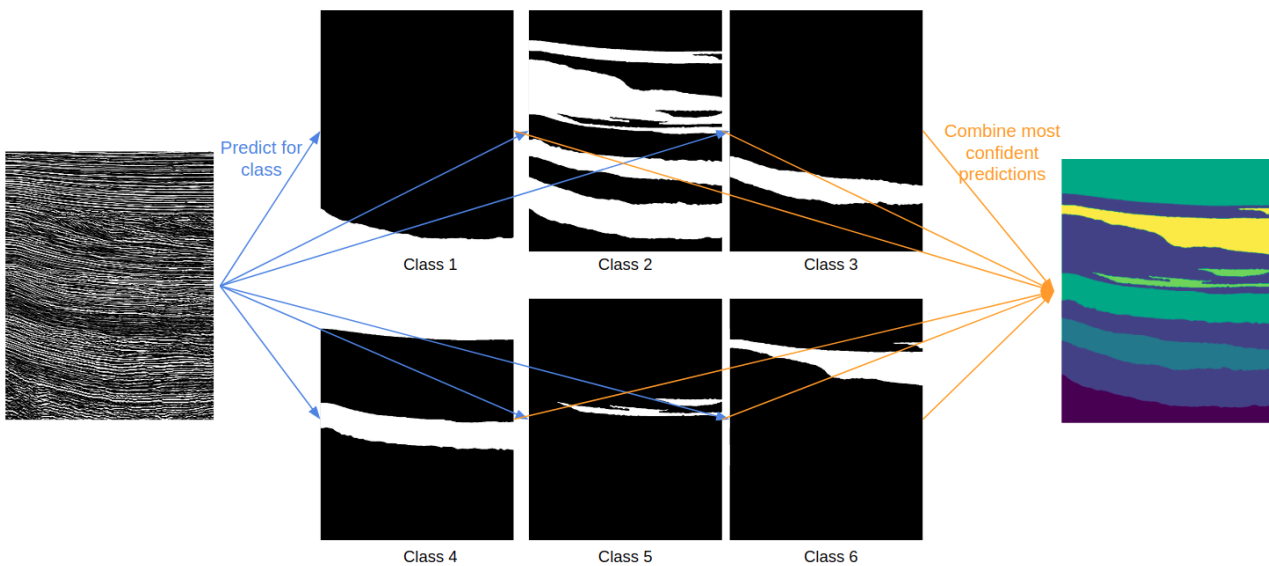 Predict for
class
Class 1
Class 2
Class 3
Combine most
confident
predictions
Class 4
Class 5
Class 6